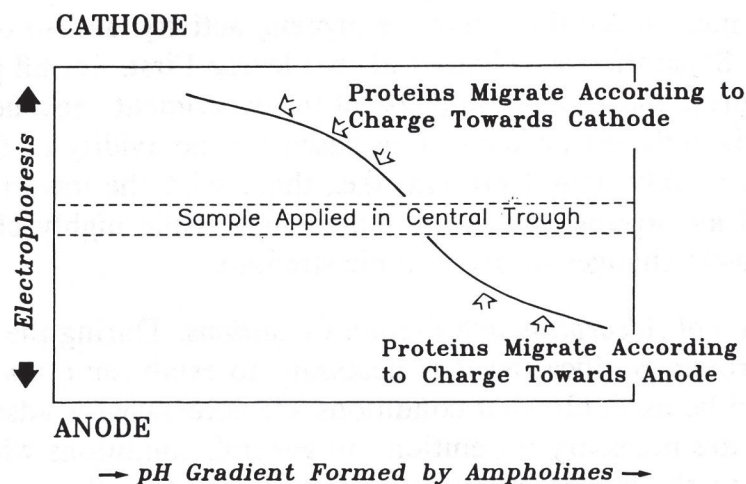 CATHODE
Proteins Migrate According to
Charge Towards Cathode
Electrophoresis
Sample Applied in Central Trough
Proteins Migrate According
to Charge Towards Anode
ANODE
→ pH Gradient Formed by Ampholines →